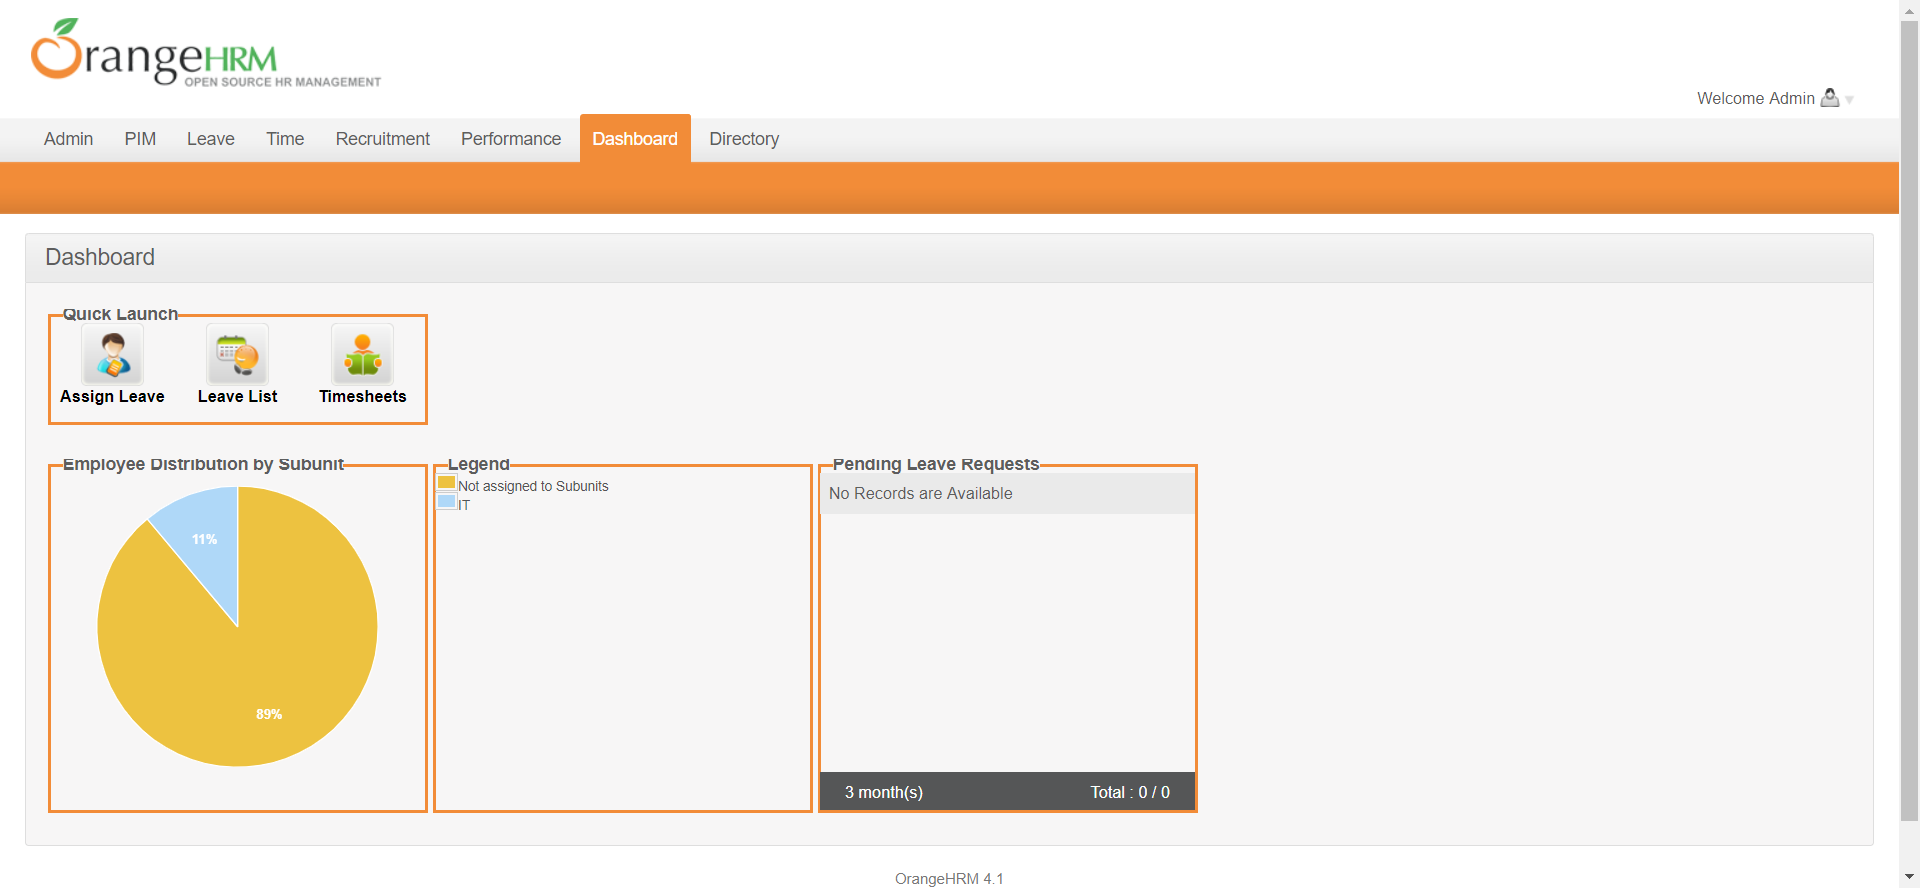 OrangeHRM
OPEN SOURCE HR MANAGEMENT
Welcome Admin
Admin PIM Leave Time Recruitment Performance Dashboard Directory
Dashboard
Quick Launch
Assign Leave Leave List Timesheets
Employee Distribution by Subunit
11%
89%
Legend
Not assigned to Subunits
IT
Pending Leave Requests
No Records are Available
3 month(s) Total : 0 / 0
OrangeHRM 4.1